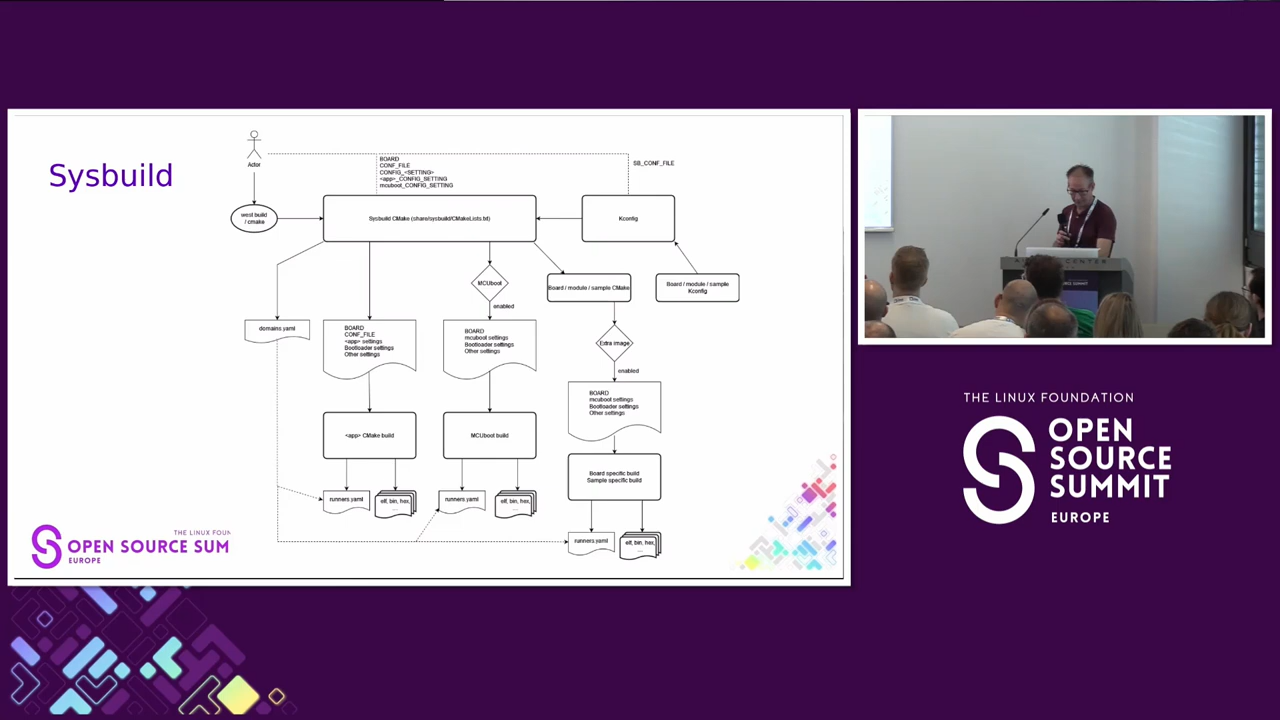 Sysbuild
Actor
BOARD
CONF_FILE
CONFIG_<SETTING>
<app>_CONFIG_SETTING
mcuboot_CONFIG_SETTING
SB_CONF_FILE
west build
/ cmake
Sysbuild CMake (share/sysbuild/CMakeLists.txt)
Kconfig
MCUboot
enabled
Board / module / sample CMake
Board / module / sample
Kconfig
domains.yaml
BOARD
CONF_FILE
<app> settings
Bootloader settings
Other settings
BOARD
mcuboot settings
Bootloader settings
Other settings
Extra image
enabled
BOARD
mcuboot settings
Bootloader settings
Other settings
<app> CMake build
MCUboot build
Board specific build
Sample specific build
runners.yaml
elf, bin, hex,
...
runners.yaml
elf, bin, hex,
...
runners.yaml
elf, bin, hex,
...
THE LINUX FOUN
OPEN SOURCE SUM
EUROPE
THE LINUX FOUNDATION
OPEN
SOURCE
SUMMIT
EUROPE